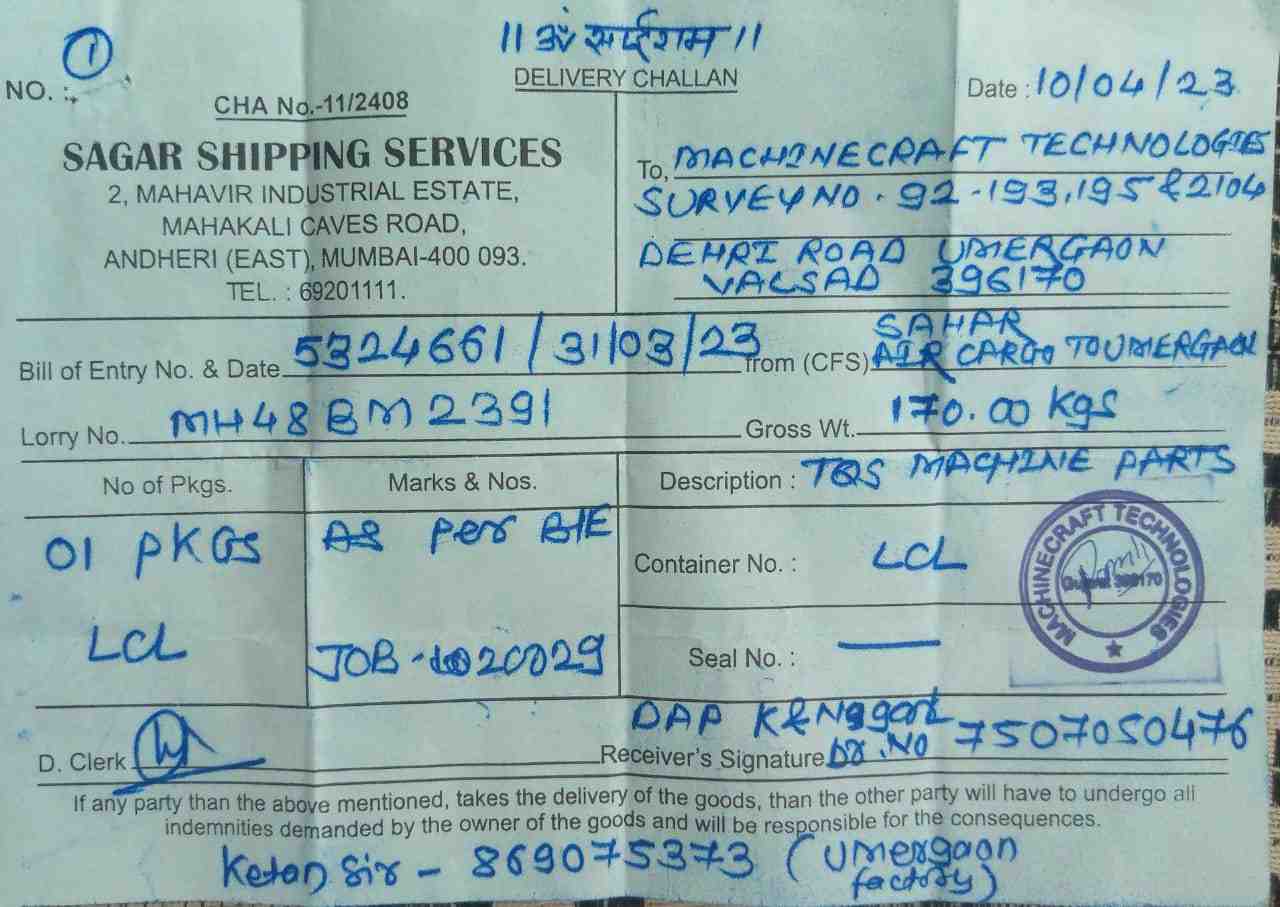 || ॐ साईराम ||
DELIVERY CHALLAN
NO. : 1
CHA No.-11/2408
Date : 10/04/23
SAGAR SHIPPING SERVICES
2, MAHAVIR INDUSTRIAL ESTATE,
MAHAKALI CAVES ROAD,
ANDHERI (EAST), MUMBAI-400 093.
TEL. : 69201111.
To, MACHINECRAFT TECHNOLOGIES
SURVEY NO. 92-193,195 & 2104
DEHRI ROAD UMERGAON
VALSAD 396170
Bill of Entry No. & Date 5324661/31/03/23 from (CFS) SAHAR
AIR CARGO TO UMERGAON
Lorry No. MH48 BM 2391 Gross Wt. 170.00 Kgs
No of Pkgs. Marks & Nos. Description : TQS MACHINE PARTS
01 PKGS AS Per B/E Container No. : LCL
LCL JOB - 1020029 Seal No. : —
MACHINECRAFT TECHNOLOGIES
Gujarat 396170
DAP
D. Clerk Receiver's Signature Dr. NO 7507050476
If any party than the above mentioned, takes the delivery of the goods, than the other party will have to undergo all
indemnities demanded by the owner of the goods and will be responsible for the consequences.
Ketan Sir - 869075373 (Umergaon
factory)